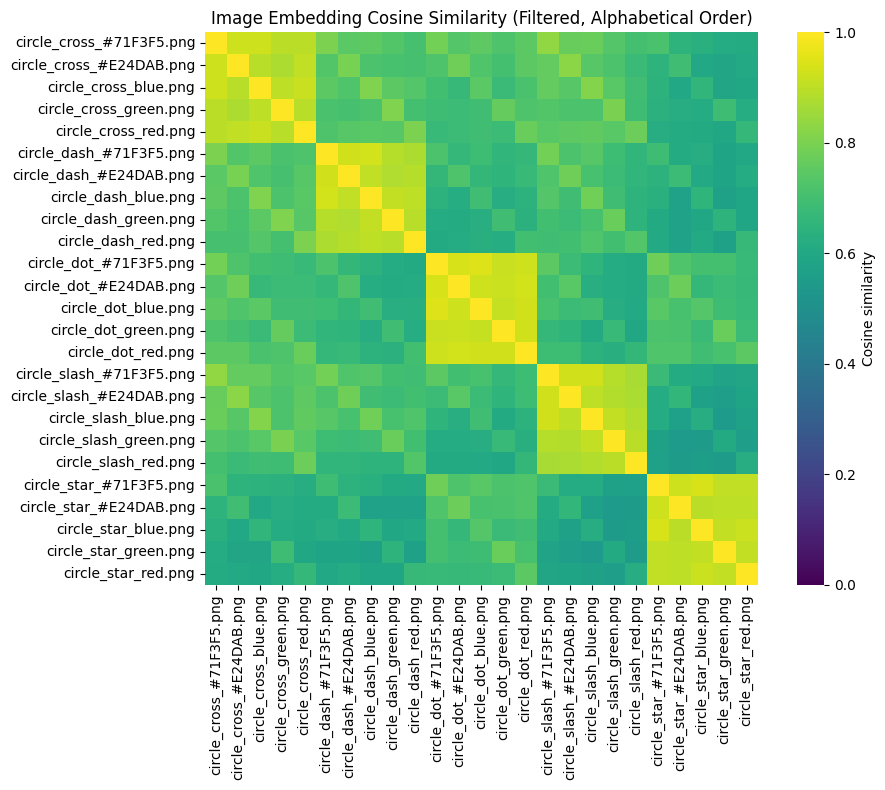 Image Embedding Cosine Similarity (Filtered, Alphabetical Order)
circle_cross_#71F3F5.png
circle_cross_#E24DAB.png
circle_cross_blue.png
circle_cross_green.png
circle_cross_red.png
circle_dash_#71F3F5.png
circle_dash_#E24DAB.png
circle_dash_blue.png
circle_dash_green.png
circle_dash_red.png
circle_dot_#71F3F5.png
circle_dot_#E24DAB.png
circle_dot_blue.png
circle_dot_green.png
circle_dot_red.png
circle_slash_#71F3F5.png
circle_slash_#E24DAB.png
circle_slash_blue.png
circle_slash_green.png
circle_slash_red.png
circle_star_#71F3F5.png
circle_star_#E24DAB.png
circle_star_blue.png
circle_star_green.png
circle_star_red.png
circle_cross_#71F3F5.png
circle_cross_#E24DAB.png
circle_cross_blue.png
circle_cross_green.png
circle_cross_red.png
circle_dash_#71F3F5.png
circle_dash_#E24DAB.png
circle_dash_blue.png
circle_dash_green.png
circle_dash_red.png
circle_dot_#71F3F5.png
circle_dot_#E24DAB.png
circle_dot_blue.png
circle_dot_green.png
circle_dot_red.png
circle_slash_#71F3F5.png
circle_slash_#E24DAB.png
circle_slash_blue.png
circle_slash_green.png
circle_slash_red.png
circle_star_#71F3F5.png
circle_star_#E24DAB.png
circle_star_blue.png
circle_star_green.png
circle_star_red.png
1.0
0.8
0.6
0.4
0.2
0.0
Cosine similarity